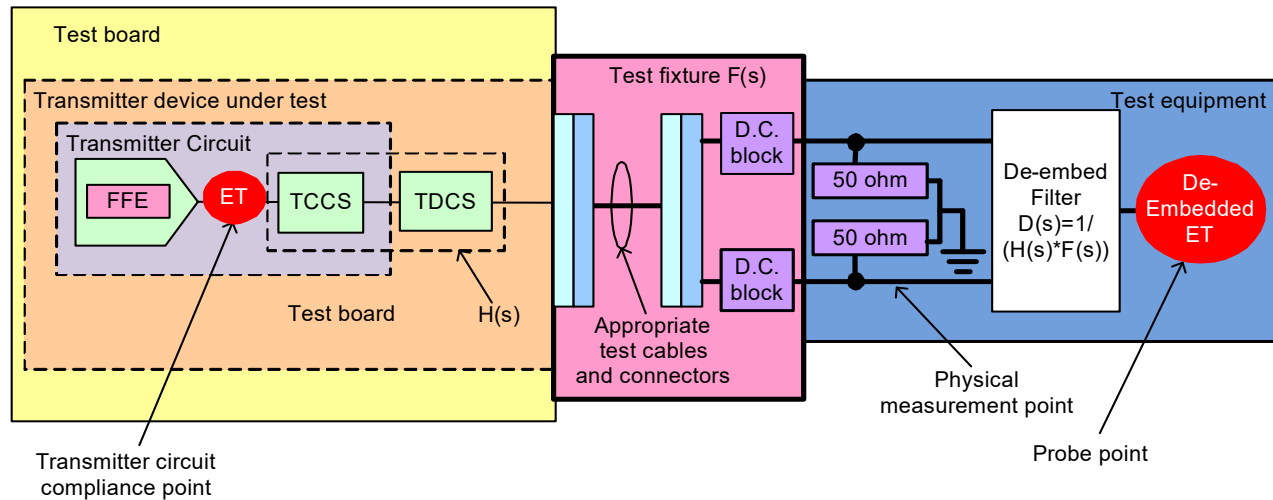 Test board
Transmitter device under test
Transmitter Circuit
FFE
ET
TCCS
TDCS
Test board
H(s)
Transmitter circuit
compliance point
Test fixture F(s)
D.C.
block
D.C.
block
Appropriate
test cables
and connectors
Test equipment
50 ohm
50 ohm
De-embed
Filter
D(s)=1/
(H(s)*F(s))
De-
Embedded
ET
Physical
measurement point
Probe point